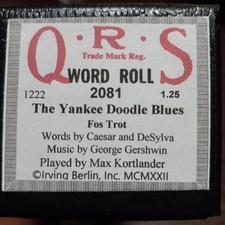 Q·R·S
Trade Mark Reg.
WORD ROLL
2081
1222 1.25
The Yankee Doodle Blues
Fos Trot
Words by Caesar and DeSylva
Music by George Gershwin
Played by Max Kortlander
©Irving Berlin, Inc. MCMXXII